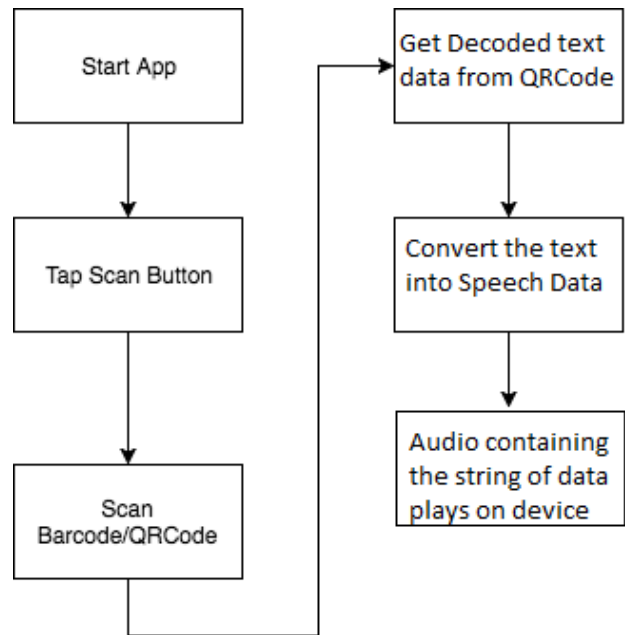 Start App
Tap Scan Button
Scan
Barcode/QRCode
Get Decoded text
data from QRCode
Convert the text
into Speech Data
Audio containing
the string of data
plays on device